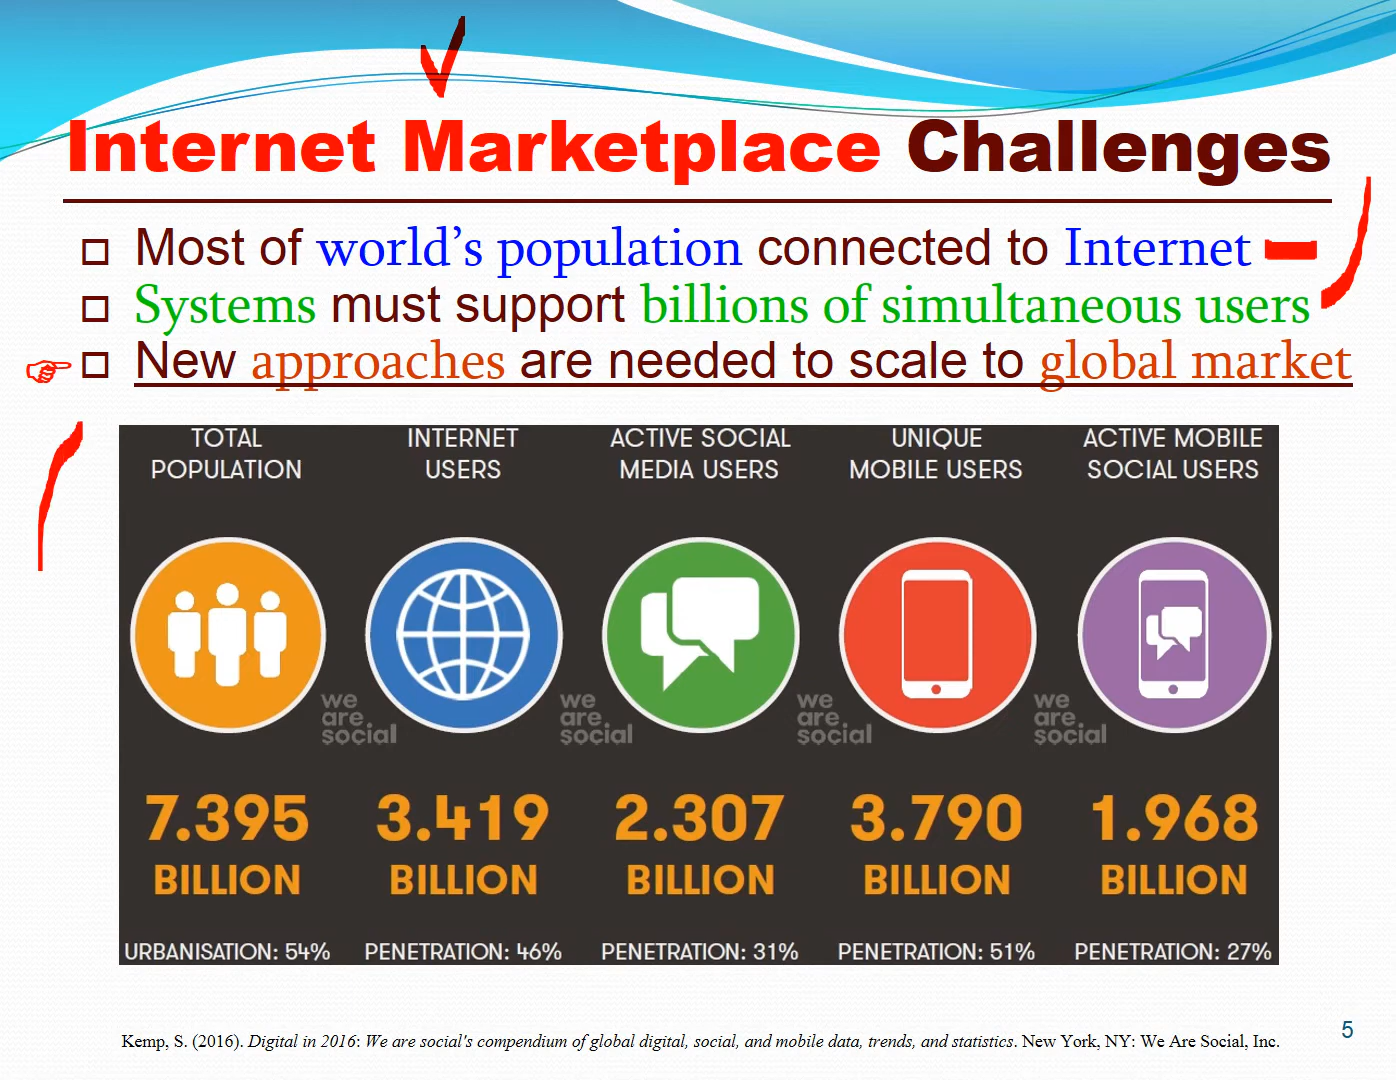 Internet Marketplace Challenges
Most of world's population connected to Internet
Systems must support billions of simultaneous users
New approaches are needed to scale to global market
TOTAL POPULATION
INTERNET USERS
ACTIVE SOCIAL MEDIA USERS
UNIQUE MOBILE USERS
ACTIVE MOBILE SOCIAL USERS
we are social
we are social
we are social
we are social
7.395 BILLION
3.419 BILLION
2.307 BILLION
3.790 BILLION
1.968 BILLION
URBANISATION: 54%
PENETRATION: 46%
PENETRATION: 31%
PENETRATION: 51%
PENETRATION: 27%
Kemp, S. (2016). Digital in 2016: We are social's compendium of global digital, social, and mobile data, trends, and statistics. New York, NY: We Are Social, Inc.
5